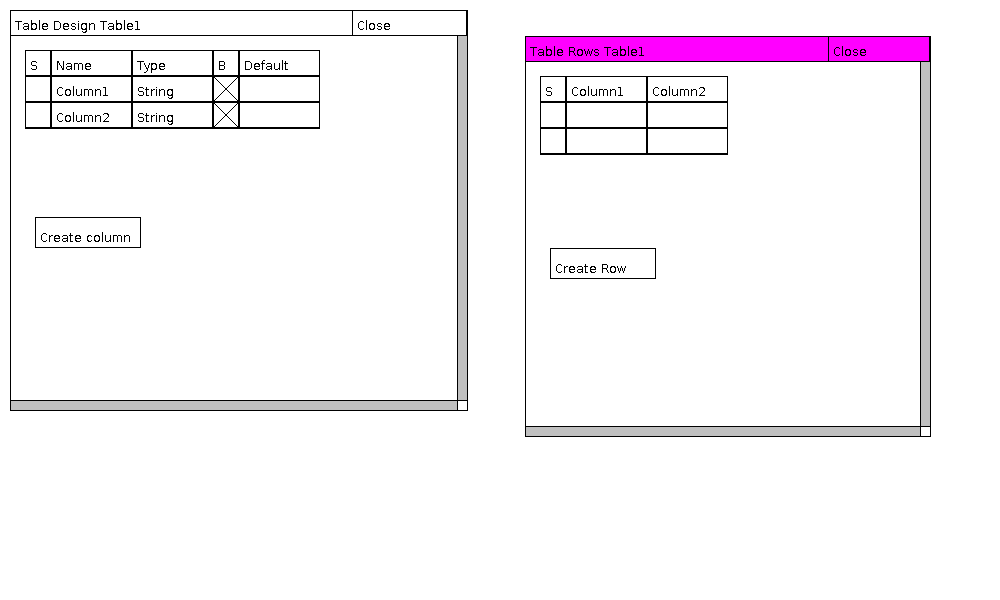 Table Design Table1 Close
S Name Type B Default
Column1 String
Column2 String
Create column
Table Rows Table1 Close
S Column1 Column2
Create Row